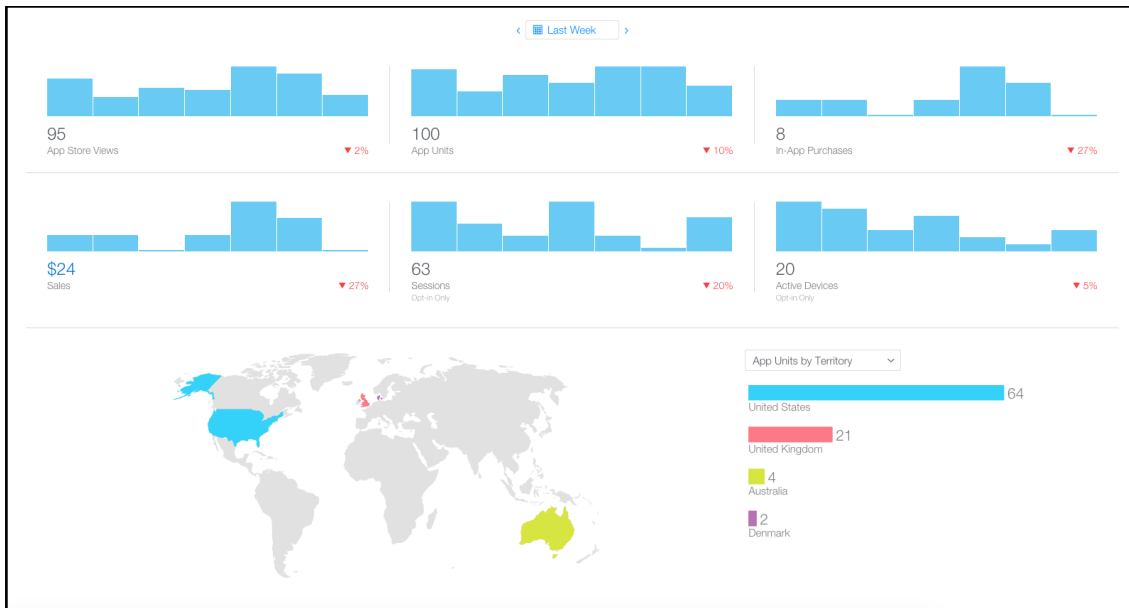 Last Week
95
App Store Views
▼ 2%
100
App Units
▼ 10%
8
In-App Purchases
▼ 27%
$24
Sales
▼ 27%
63
Sessions
Opt-in Only
▼ 20%
20
Active Devices
Opt-in Only
▼ 5%
App Units by Territory
64
United States
21
United Kingdom
4
Australia
2
Denmark